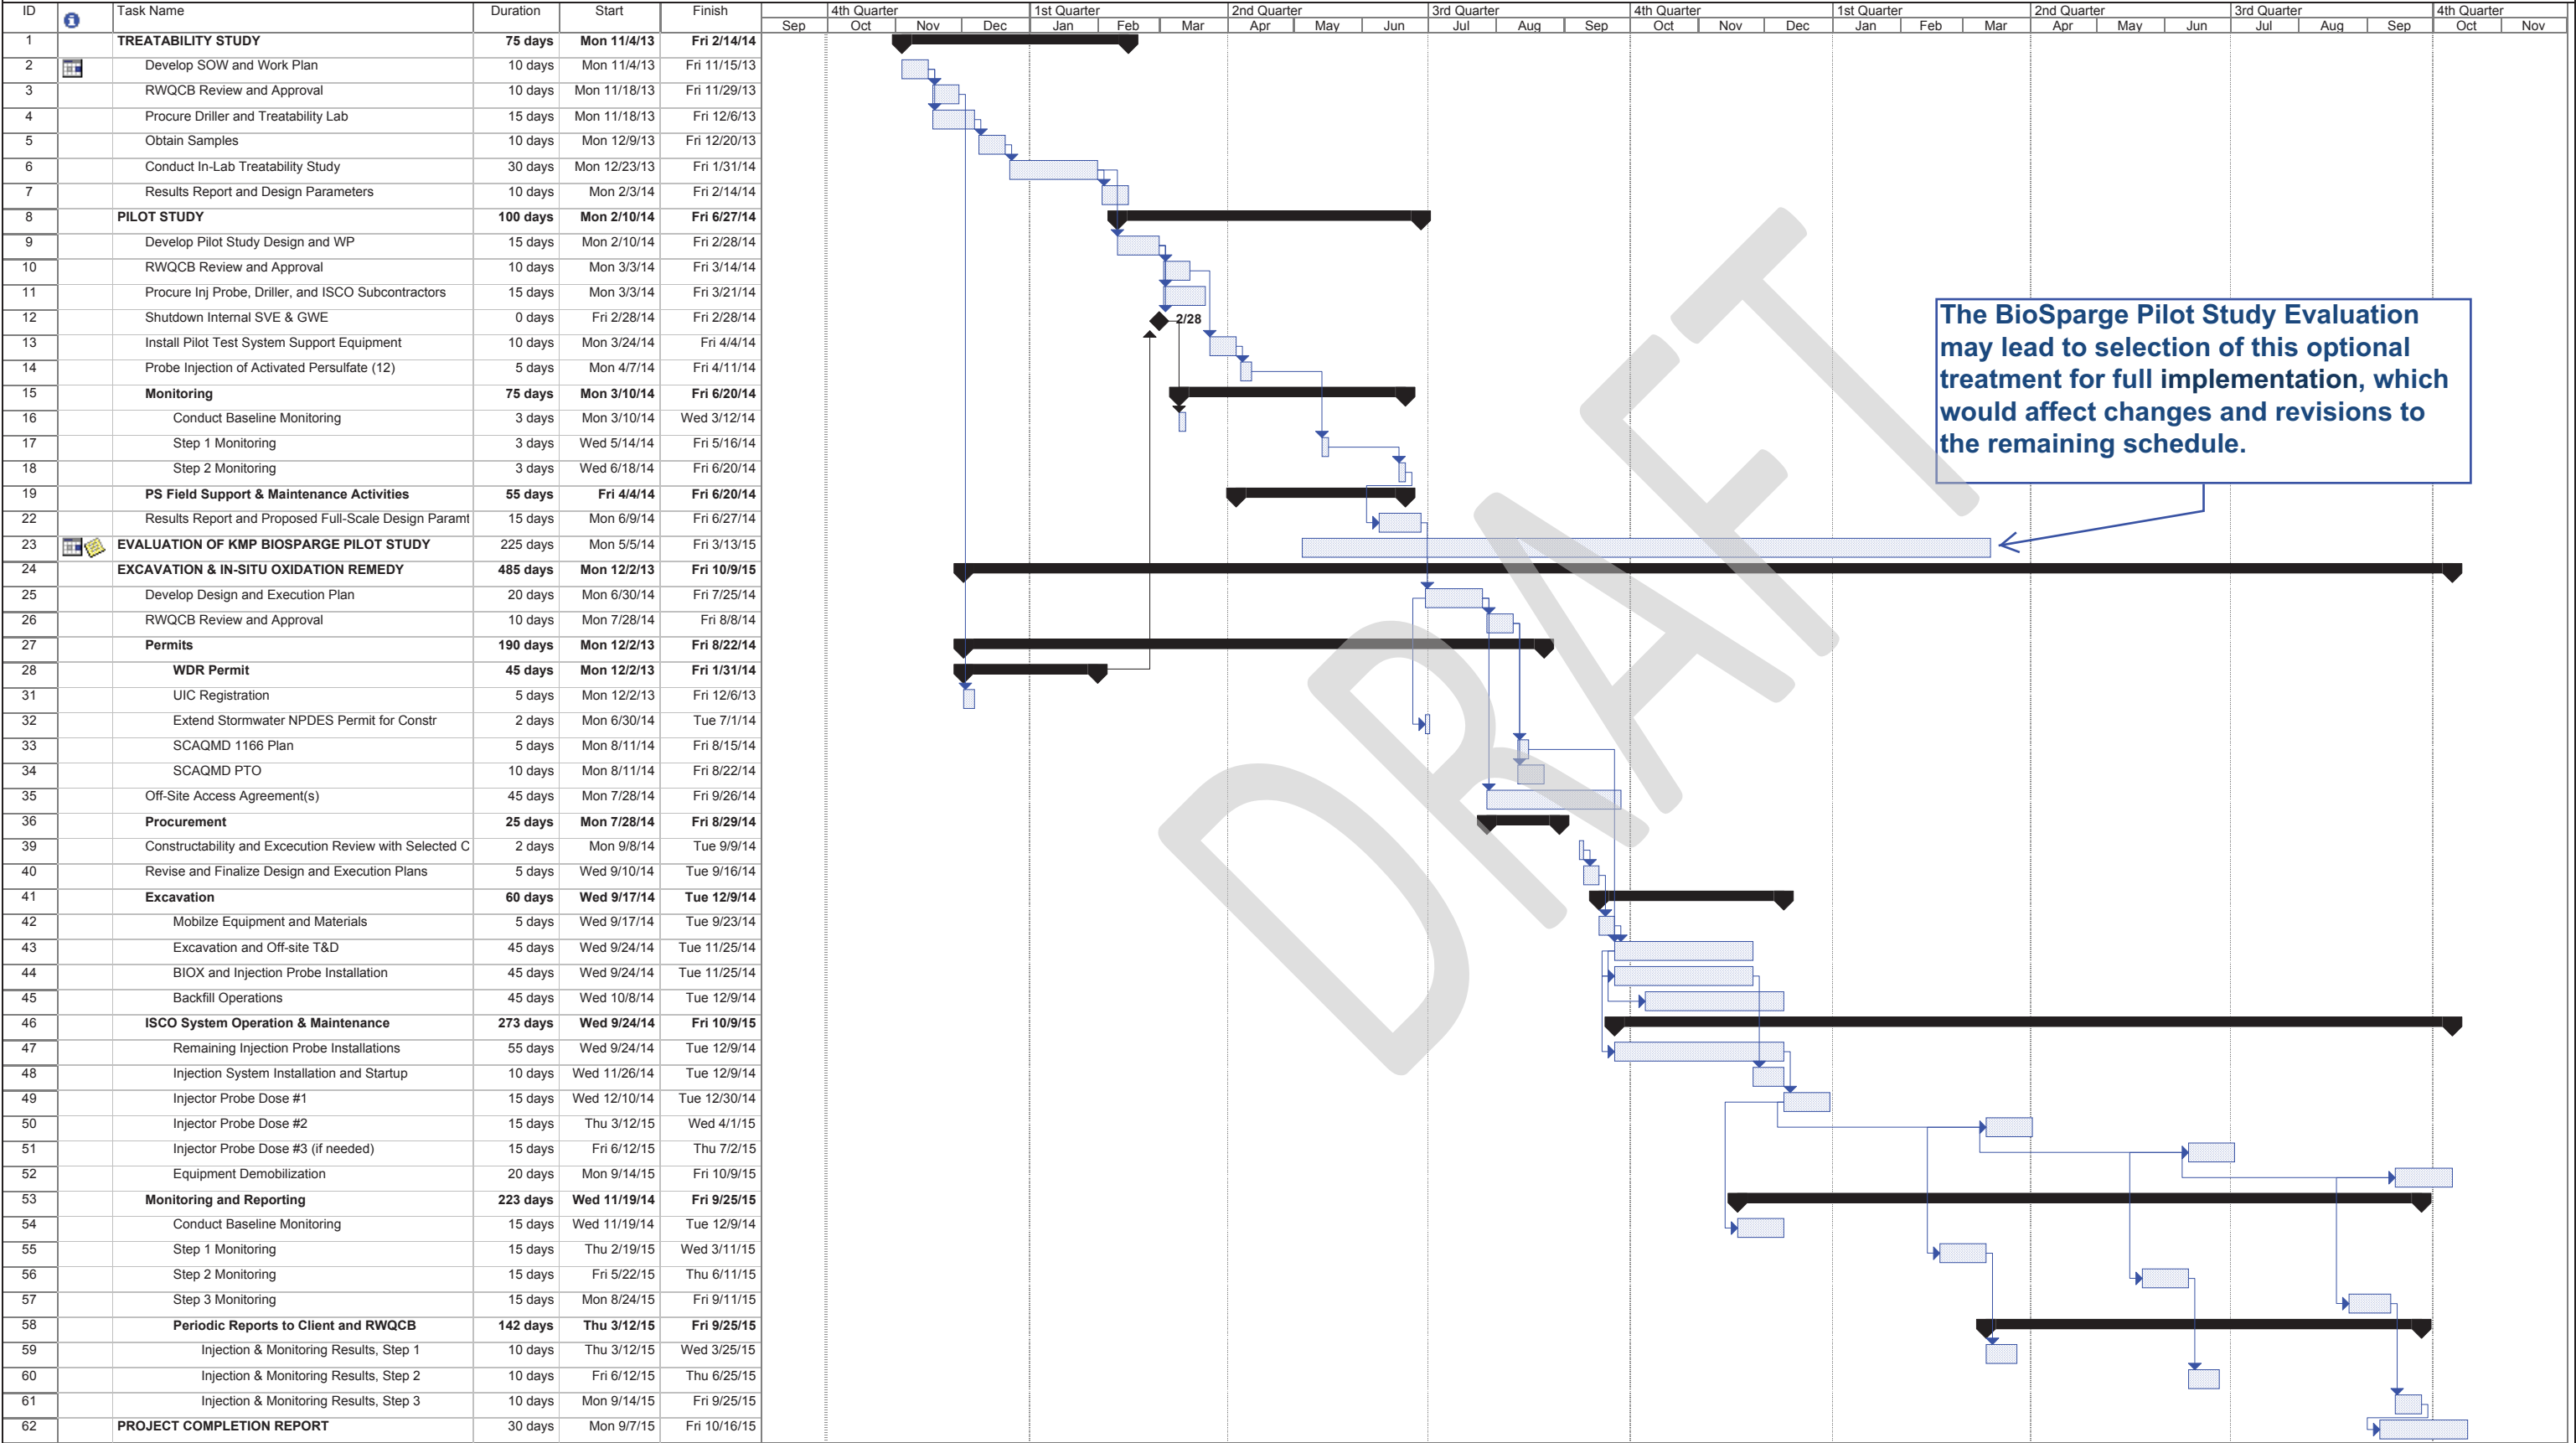 ID Task Name Duration Start Finish 4th Quarter 1st Quarter 2nd Quarter 3rd Quarter 4th Quarter 1st Quarter 2nd Quarter 3rd Quarter 4th Quarter
Sep Oct Nov Dec Jan Feb Mar Apr May Jun Jul Aug Sep Oct Nov Dec Jan Feb Mar Apr May Jun Jul Aug Sep Oct Nov
1 TREATABILITY STUDY 75 days Mon 11/4/13 Fri 2/14/14
2 Develop SOW and Work Plan 10 days Mon 11/4/13 Fri 11/15/13
3 RWQCB Review and Approval 10 days Mon 11/18/13 Fri 11/29/13
4 Procure Driller and Treatability Lab 15 days Mon 11/18/13 Fri 12/6/13
5 Obtain Samples 10 days Mon 12/9/13 Fri 12/20/13
6 Conduct In-Lab Treatability Study 30 days Mon 12/23/13 Fri 1/31/14
7 Results Report and Design Parameters 10 days Mon 2/3/14 Fri 2/14/14
8 PILOT STUDY 100 days Mon 2/10/14 Fri 6/27/14
9 Develop Pilot Study Design and WP 15 days Mon 2/10/14 Fri 2/28/14
10 RWQCB Review and Approval 10 days Mon 3/3/14 Fri 3/14/14
11 Procure Inj Probe, Driller, and ISCO Subcontractors 15 days Mon 3/3/14 Fri 3/21/14
12 Shutdown Internal SVE & GWE 0 days Fri 2/28/14 Fri 2/28/14 2/28
13 Install Pilot Test System Support Equipment 10 days Mon 3/24/14 Fri 4/4/14
14 Probe Injection of Activated Persulfate (12) 5 days Mon 4/7/14 Fri 4/11/14
15 Monitoring 75 days Mon 3/10/14 Fri 6/20/14
16 Conduct Baseline Monitoring 3 days Mon 3/10/14 Wed 3/12/14
17 Step 1 Monitoring 3 days Wed 5/14/14 Fri 5/16/14
18 Step 2 Monitoring 3 days Wed 6/18/14 Fri 6/20/14
19 PS Field Support & Maintenance Activities 55 days Fri 4/4/14 Fri 6/20/14
22 Results Report and Proposed Full-Scale Design Paramt 15 days Mon 6/9/14 Fri 6/27/14
23 EVALUATION OF KMP BIOSPARGE PILOT STUDY 225 days Mon 5/5/14 Fri 3/13/15
24 EXCAVATION & IN-SITU OXIDATION REMEDY 485 days Mon 12/2/13 Fri 10/9/15
25 Develop Design and Execution Plan 20 days Mon 6/30/14 Fri 7/25/14
26 RWQCB Review and Approval 10 days Mon 7/28/14 Fri 8/8/14
27 Permits 190 days Mon 12/2/13 Fri 8/22/14
28 WDR Permit 45 days Mon 12/2/13 Fri 1/31/14
31 UIC Registration 5 days Mon 12/2/13 Fri 12/6/13
32 Extend Stormwater NPDES Permit for Constr 2 days Mon 6/30/14 Tue 7/1/14
33 SCAQMD 1166 Plan 5 days Mon 8/11/14 Fri 8/15/14
34 SCAQMD PTO 10 days Mon 8/11/14 Fri 8/22/14
35 Off-Site Access Agreement(s) 45 days Mon 7/28/14 Fri 9/26/14
36 Procurement 25 days Mon 7/28/14 Fri 8/29/14
39 Constructability and Excecution Review with Selected C 2 days Mon 9/8/14 Tue 9/9/14
40 Revise and Finalize Design and Execution Plans 5 days Wed 9/10/14 Tue 9/16/14
41 Excavation 60 days Wed 9/17/14 Tue 12/9/14
42 Mobilze Equipment and Materials 5 days Wed 9/17/14 Tue 9/23/14
43 Excavation and Off-site T&D 45 days Wed 9/24/14 Tue 11/25/14
44 BIOX and Injection Probe Installation 45 days Wed 9/24/14 Tue 11/25/14
45 Backfill Operations 45 days Wed 10/8/14 Tue 12/9/14
46 ISCO System Operation & Maintenance 273 days Wed 9/24/14 Fri 10/9/15
47 Remaining Injection Probe Installations 55 days Wed 9/24/14 Tue 12/9/14
48 Injection System Installation and Startup 10 days Wed 11/26/14 Tue 12/9/14
49 Injector Probe Dose #1 15 days Wed 12/10/14 Tue 12/30/14
50 Injector Probe Dose #2 15 days Thu 3/12/15 Wed 4/1/15
51 Injector Probe Dose #3 (if needed) 15 days Fri 6/12/15 Thu 7/2/15
52 Equipment Demobilization 20 days Mon 9/14/15 Fri 10/9/15
53 Monitoring and Reporting 223 days Wed 11/19/14 Fri 9/25/15
54 Conduct Baseline Monitoring 15 days Wed 11/19/14 Tue 12/9/14
55 Step 1 Monitoring 15 days Thu 2/19/15 Wed 3/11/15
56 Step 2 Monitoring 15 days Fri 5/22/15 Thu 6/11/15
57 Step 3 Monitoring 15 days Mon 8/24/15 Fri 9/11/15
58 Periodic Reports to Client and RWQCB 142 days Thu 3/12/15 Fri 9/25/15
59 Injection & Monitoring Results, Step 1 10 days Thu 3/12/15 Wed 3/25/15
60 Injection & Monitoring Results, Step 2 10 days Fri 6/12/15 Thu 6/25/15
61 Injection & Monitoring Results, Step 3 10 days Mon 9/14/15 Fri 9/25/15
62 PROJECT COMPLETION REPORT 30 days Mon 9/7/15 Fri 10/16/15
The BioSparge Pilot Study Evaluation
may lead to selection of this optional
treatment for full implementation, which
would affect changes and revisions to
the remaining schedule.
DRAFT